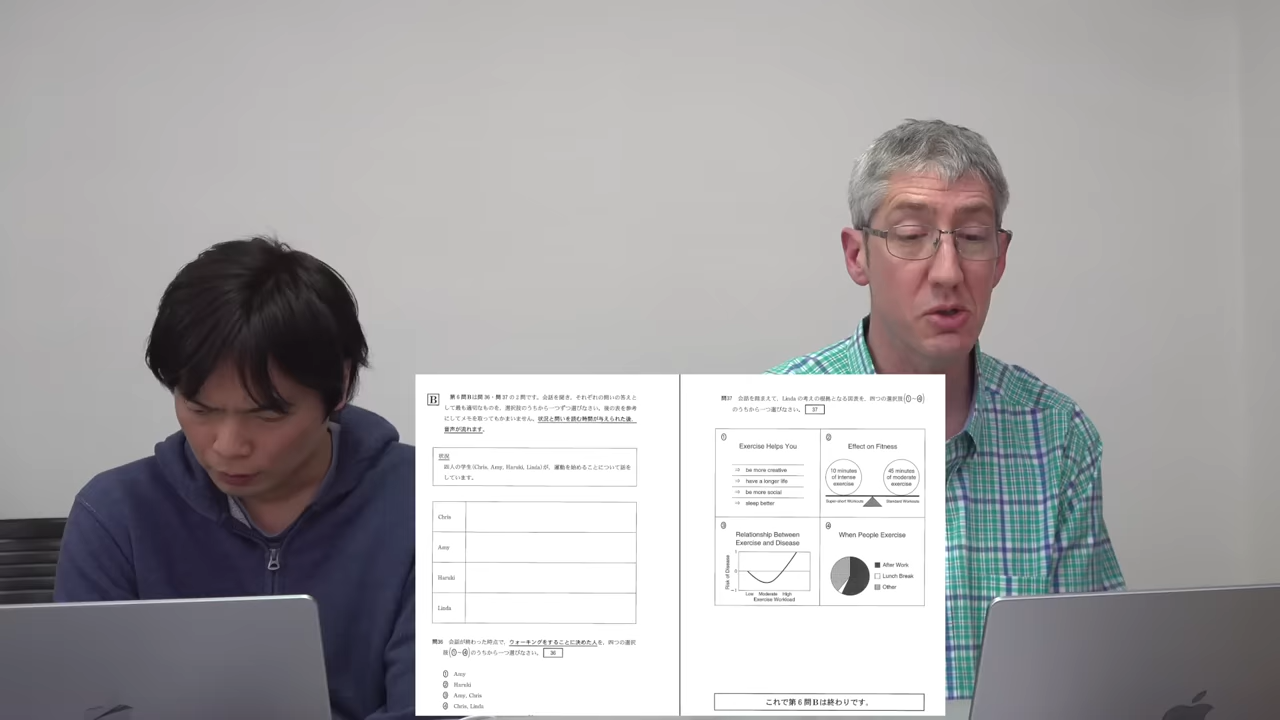 B
第6問Bは問36・問37の2問です。会話を聞き、それぞれの問いの答えと
して最も適切なものを、選択肢のうちから一つずつ選びなさい。後の表を参考
にしてメモを取ってもかまいません。状況と問いを読む時間が与えられた後、
音声が流れます。
状況
四人の学生(Chris, Amy, Haruki, Linda)が、運動を始めることについて話を
しています。
Chris
Amy
Haruki
Linda
問36 会話が終わった時点で、ウォーキングをすることに決めた人を、四つの選択
肢(①~④)のうちから一つ選びなさい。 36
① Amy
② Haruki
③ Amy, Chris
④ Chris, Linda
問37 会話を踏まえて、Lindaの考えの根拠となる図表を、四つの選択肢(①~④)
のうちから一つ選びなさい。 37
①
Exercise Helps You
⇨ be more creative
⇨ have a longer life
⇨ be more social
⇨ sleep better
②
Effect on Fitness
10 minutes
of intense
exercise
45 minutes
of moderate
exercise
Super-short Workouts
Standard Workouts
③
Relationship Between
Exercise and Disease
Risk of Disease
1
0
-1
Low Moderate High
Exercise Workload
④
When People Exercise
After Work
Lunch Break
Other
これで第6問Bは終わりです。